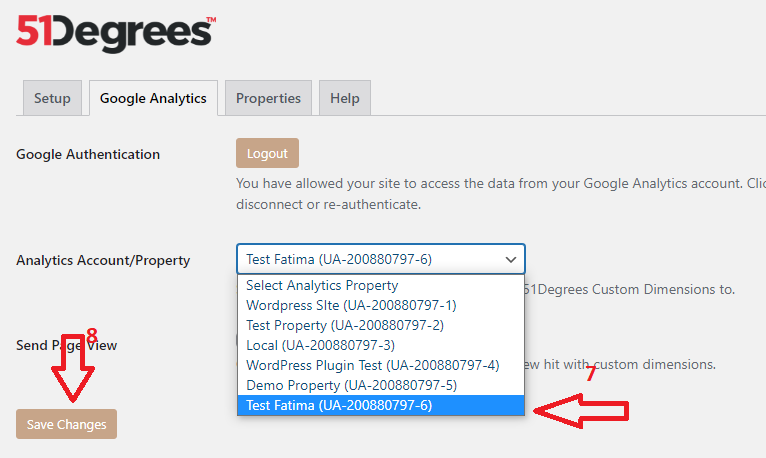 51Degrees™
Setup
Google Analytics
Properties
Help
Google Authentication
Logout
You have allowed your site to access the data from your Google Analytics account. Clic
disconnect or re-authenticate.
Analytics Account/Property
Test Fatima (UA-200880797-6)
Select Analytics Property
51Degrees Custom Dimensions to.
Wordpress SIte (UA-200880797-1)
Test Property (UA-200880797-2)
Send Page View
8
Local (UA-200880797-3)
WordPress Plugin Test (UA-200880797-4)
ew hit with custom dimensions.
7
Demo Property (UA-200880797-5)
Test Fatima (UA-200880797-6)
Save Changes